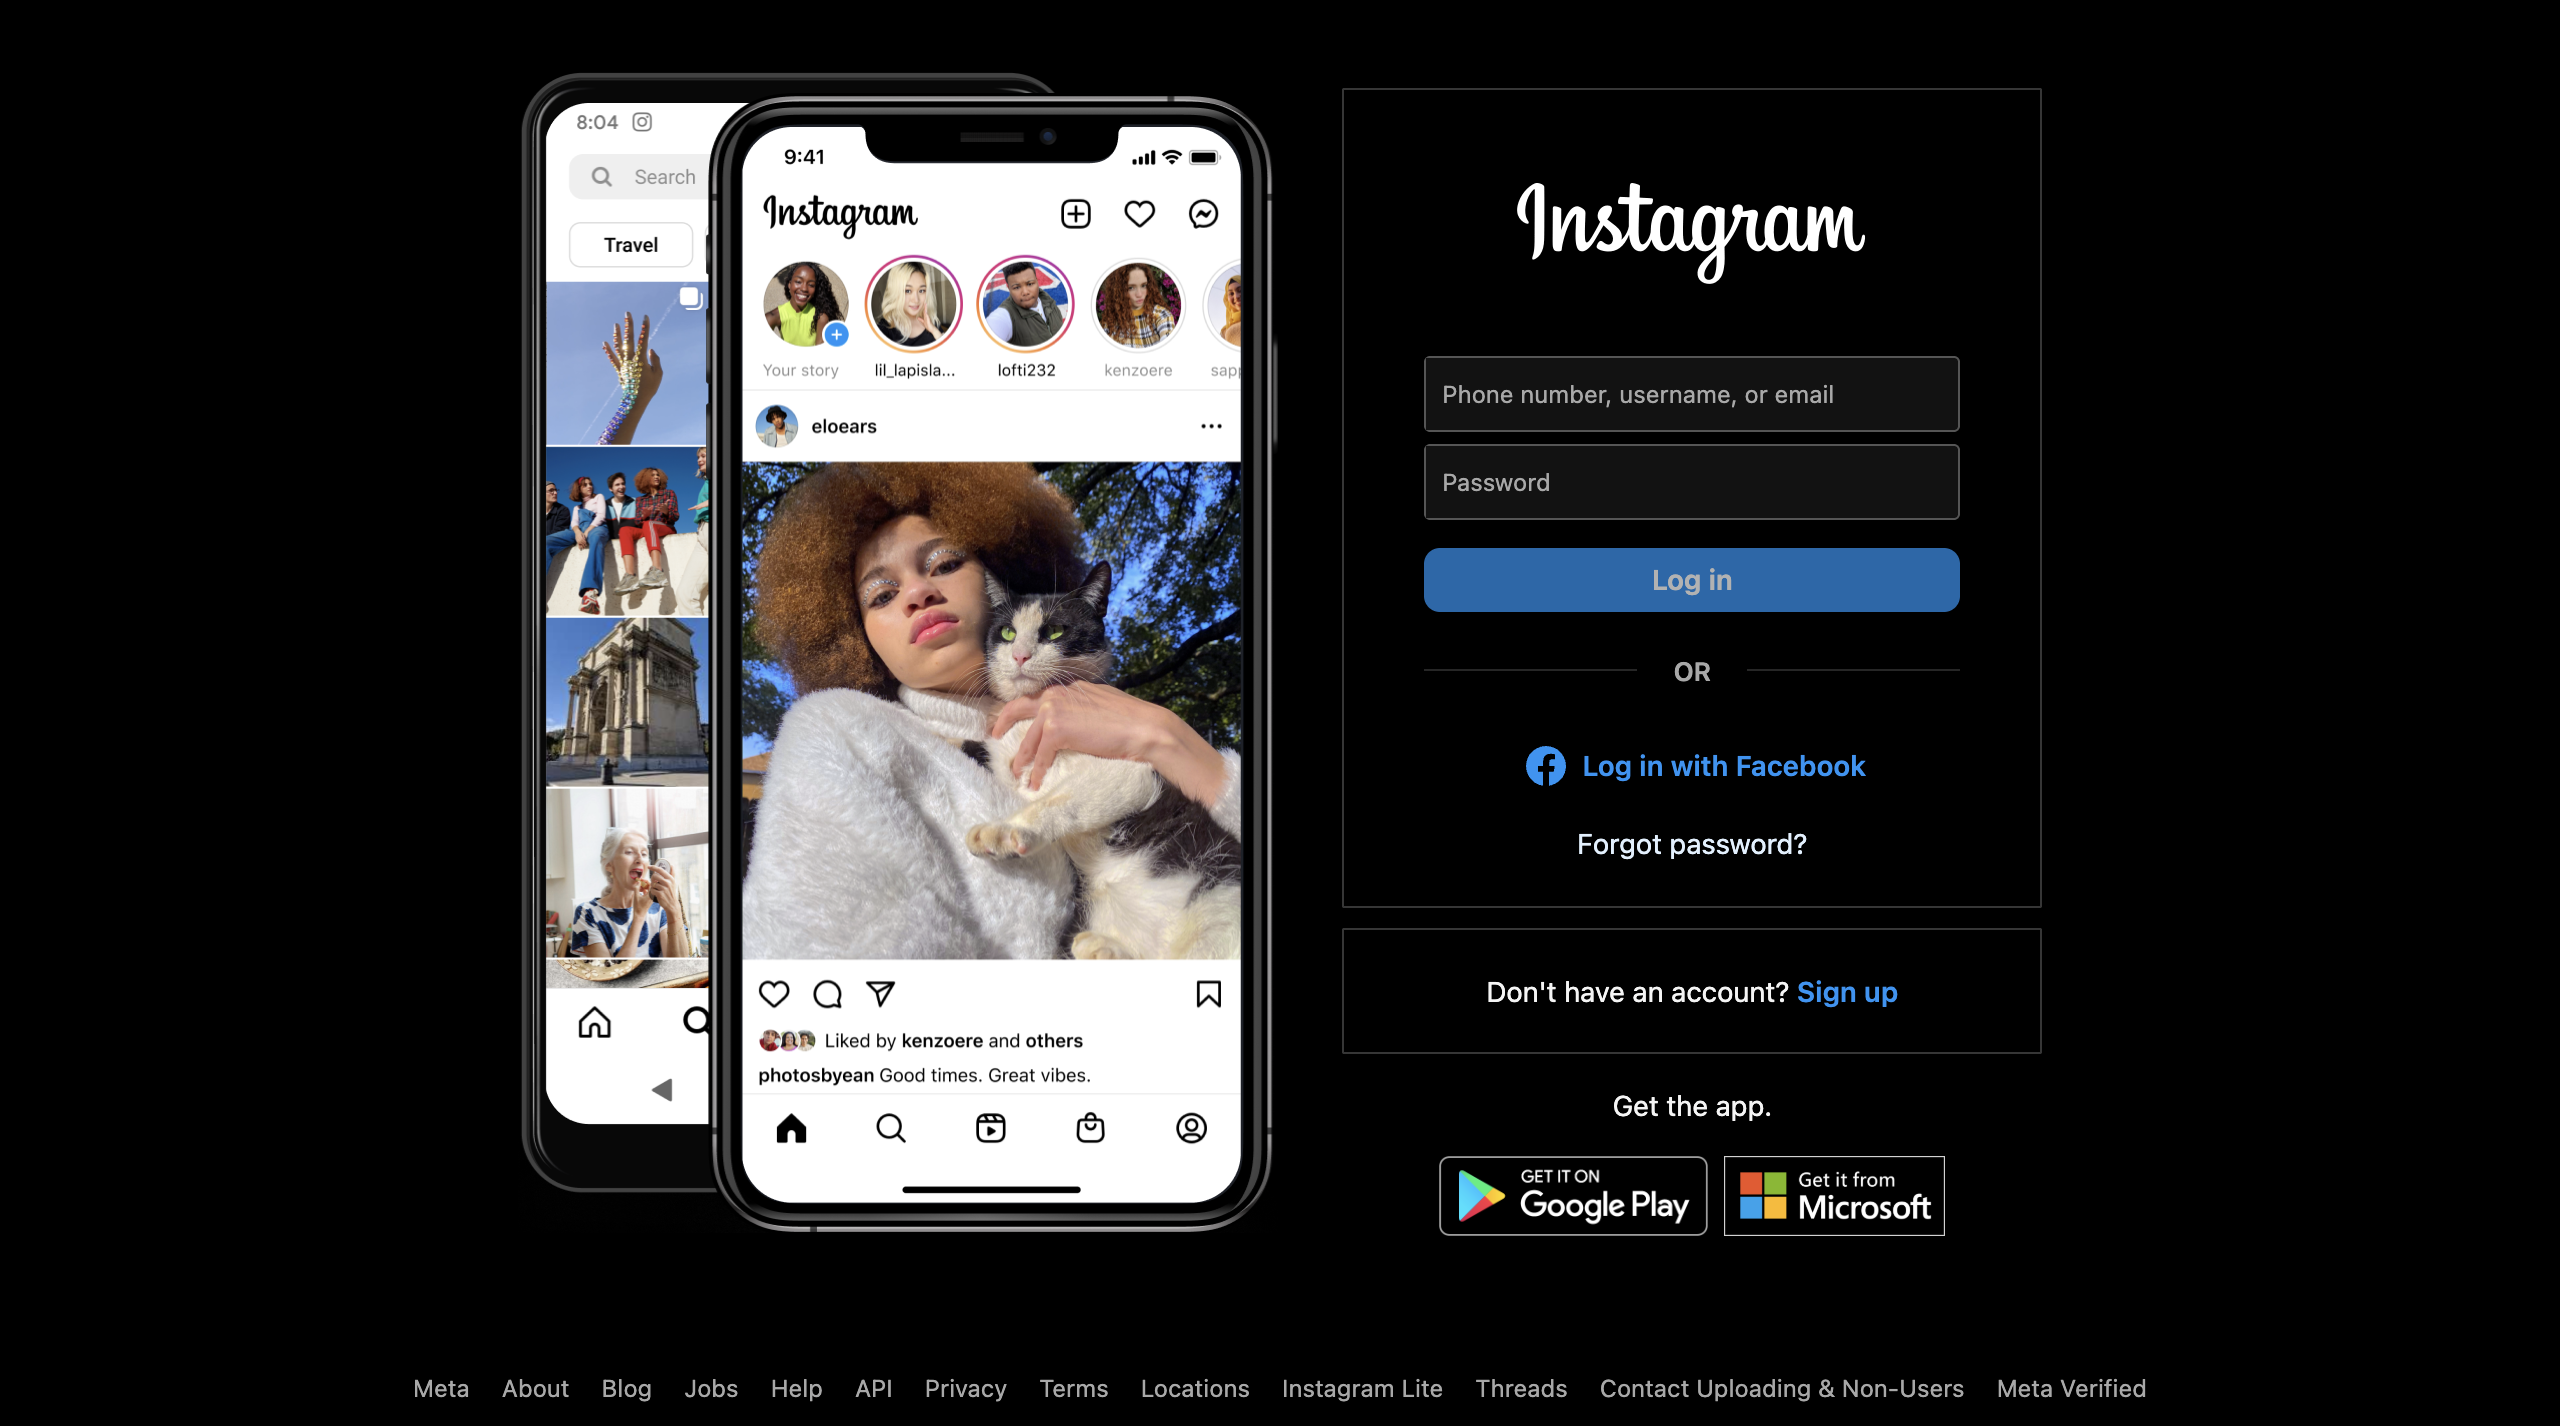 8:04
Search
Travel
9:41
Instagram
Your story
lil_lapisla...
lofti232
kenzoere
eloears
Liked by kenzoere and others
photosbyean Good times. Great vibes.
Instagram
Phone number, username, or email
Password
Log in
OR
Log in with Facebook
Forgot password?
Don't have an account? Sign up
Get the app.
GET IT ON
Google Play
Get it from
Microsoft
Meta About Blog Jobs Help API Privacy Terms Locations Instagram Lite Threads Contact Uploading & Non-Users Meta Verified